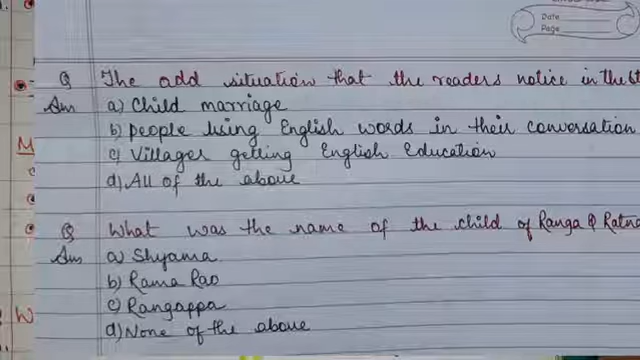 Date
Page
Q The add situation that the readers notice in the
Ans a) Child marriage
b) people using English words in their conversation
c) Villager getting English Education
d) All of the above
Q What was the name of the child of Ranga & Ratna
Ans a) Shyama
b) Rama Rao
c) Rangappa
d) None of the above
M
W